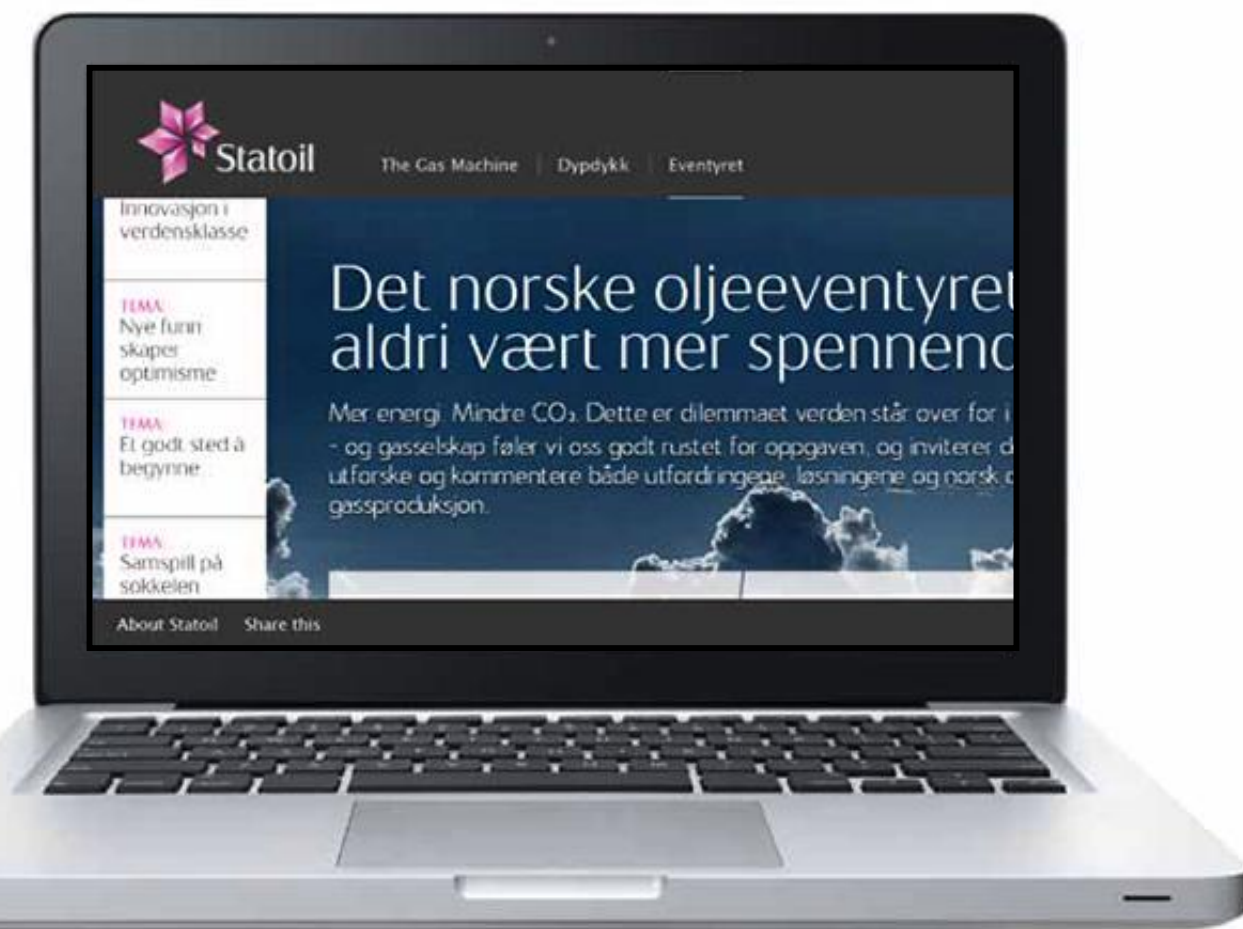 Statoil
The Gas Machine
Dypdykk
Eventyret
Innovasjon i
verdensklasse
TEMA:
Nye funn
skaper
optimisme
TEMA:
Et godt sted å
begynne
TEMA:
Samspill på
sokkelen
Det norske oljeeventyret
aldri vært mer spennend
Mer energi. Mindre CO₂. Dette er dilemmaet verden står over for i
- og gasselskap føler vi oss godt rustet for oppgaven, og inviterer d
utforske og kommentere både utfordringene, løsningene og norsk o
gassproduksjon.
About Statoil
Share this